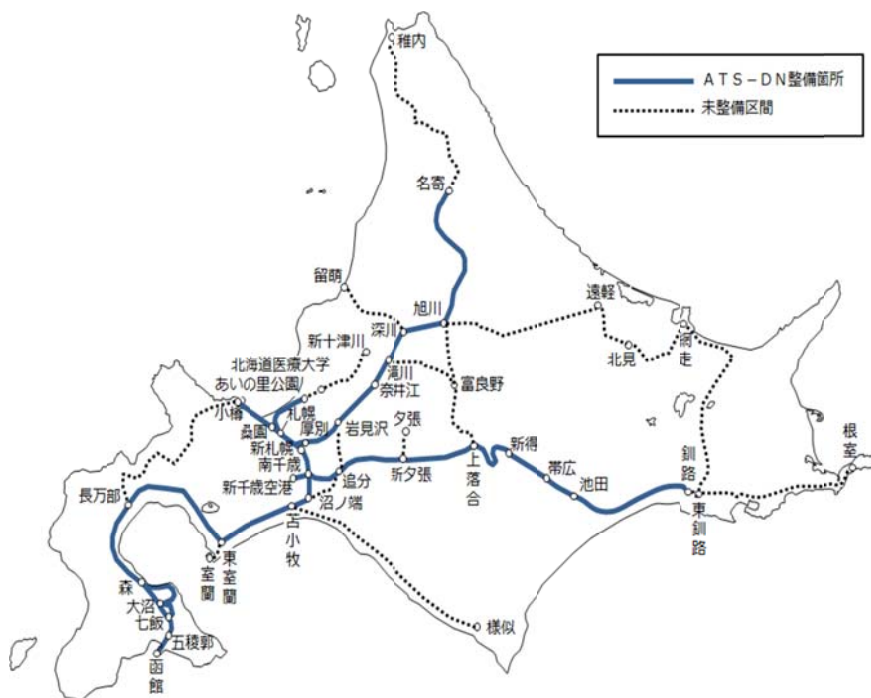 稚内
ATS-DN整備箇所
未整備区間
名寄
留萌
旭川
遠軽
深川
新十津川
網走
北見
北海道医療大学
滝川
あいの里公園
奈井江
富良野
小樽
札幌
桑園
厚別
岩見沢
夕張
新札幌
南千歳
新得
根室
新千歳空港
追分
新夕張
上落合
帯広
釧路
池田
長万部
沼ノ端
苫小牧
東釧路
室蘭
東室蘭
森
大沼
七飯
様似
五稜郭
函館